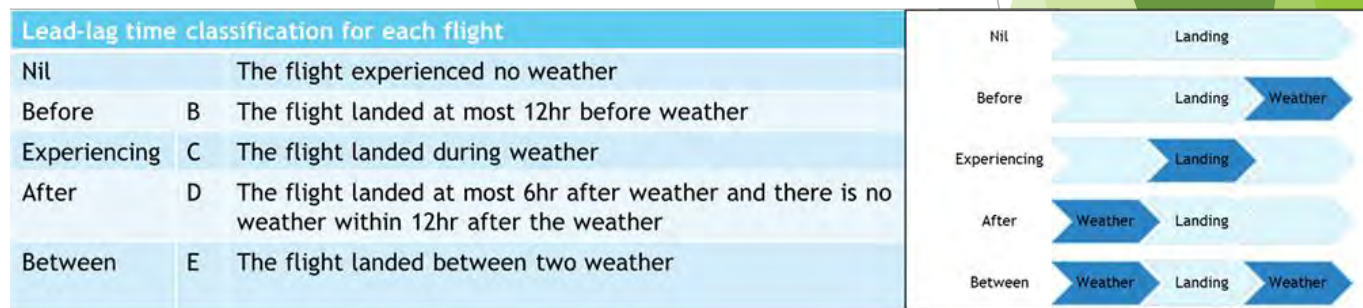 Lead-lag time classification for each flight
Nil The flight experienced no weather
Before B The flight landed at most 12hr before weather
Experiencing C The flight landed during weather
After D The flight landed at most 6hr after weather and there is no
weather within 12hr after the weather
Between E The flight landed between two weather
Nil Landing
Before Landing Weather
Experiencing Landing
After Weather Landing
Between Weather Landing Weather